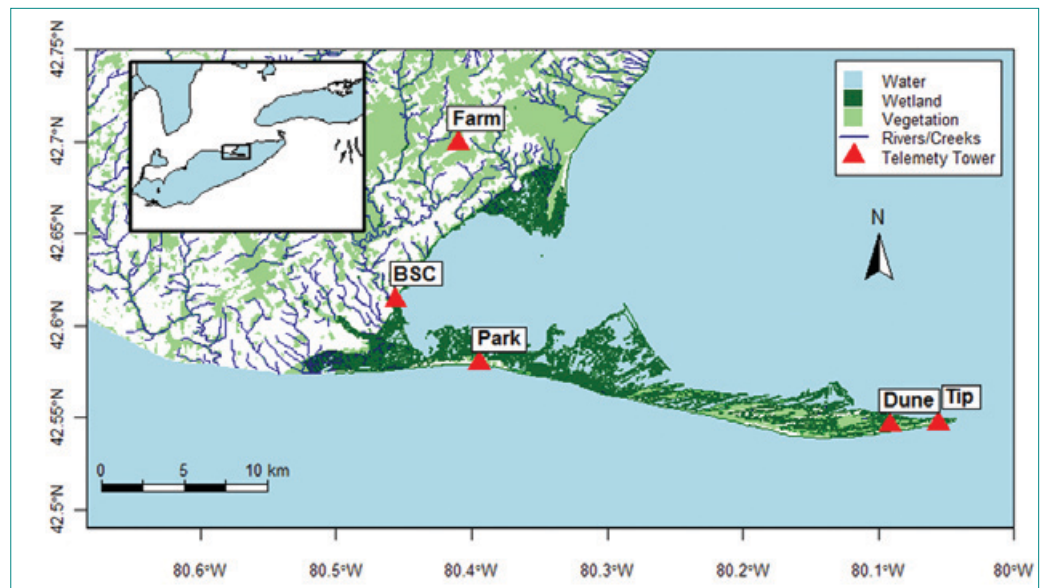 42.75°N
42.7°N
42.65°N
42.6°N
42.55°N
42.5°N
Farm
BSC
Park
Dune
Tip
Water
Wetland
Vegetation
Rivers/Creeks
Telemety Tower
N
0 5 10 km
80.6°W 80.5°W 80.4°W 80.3°W 80.2°W 80.1°W 80°W